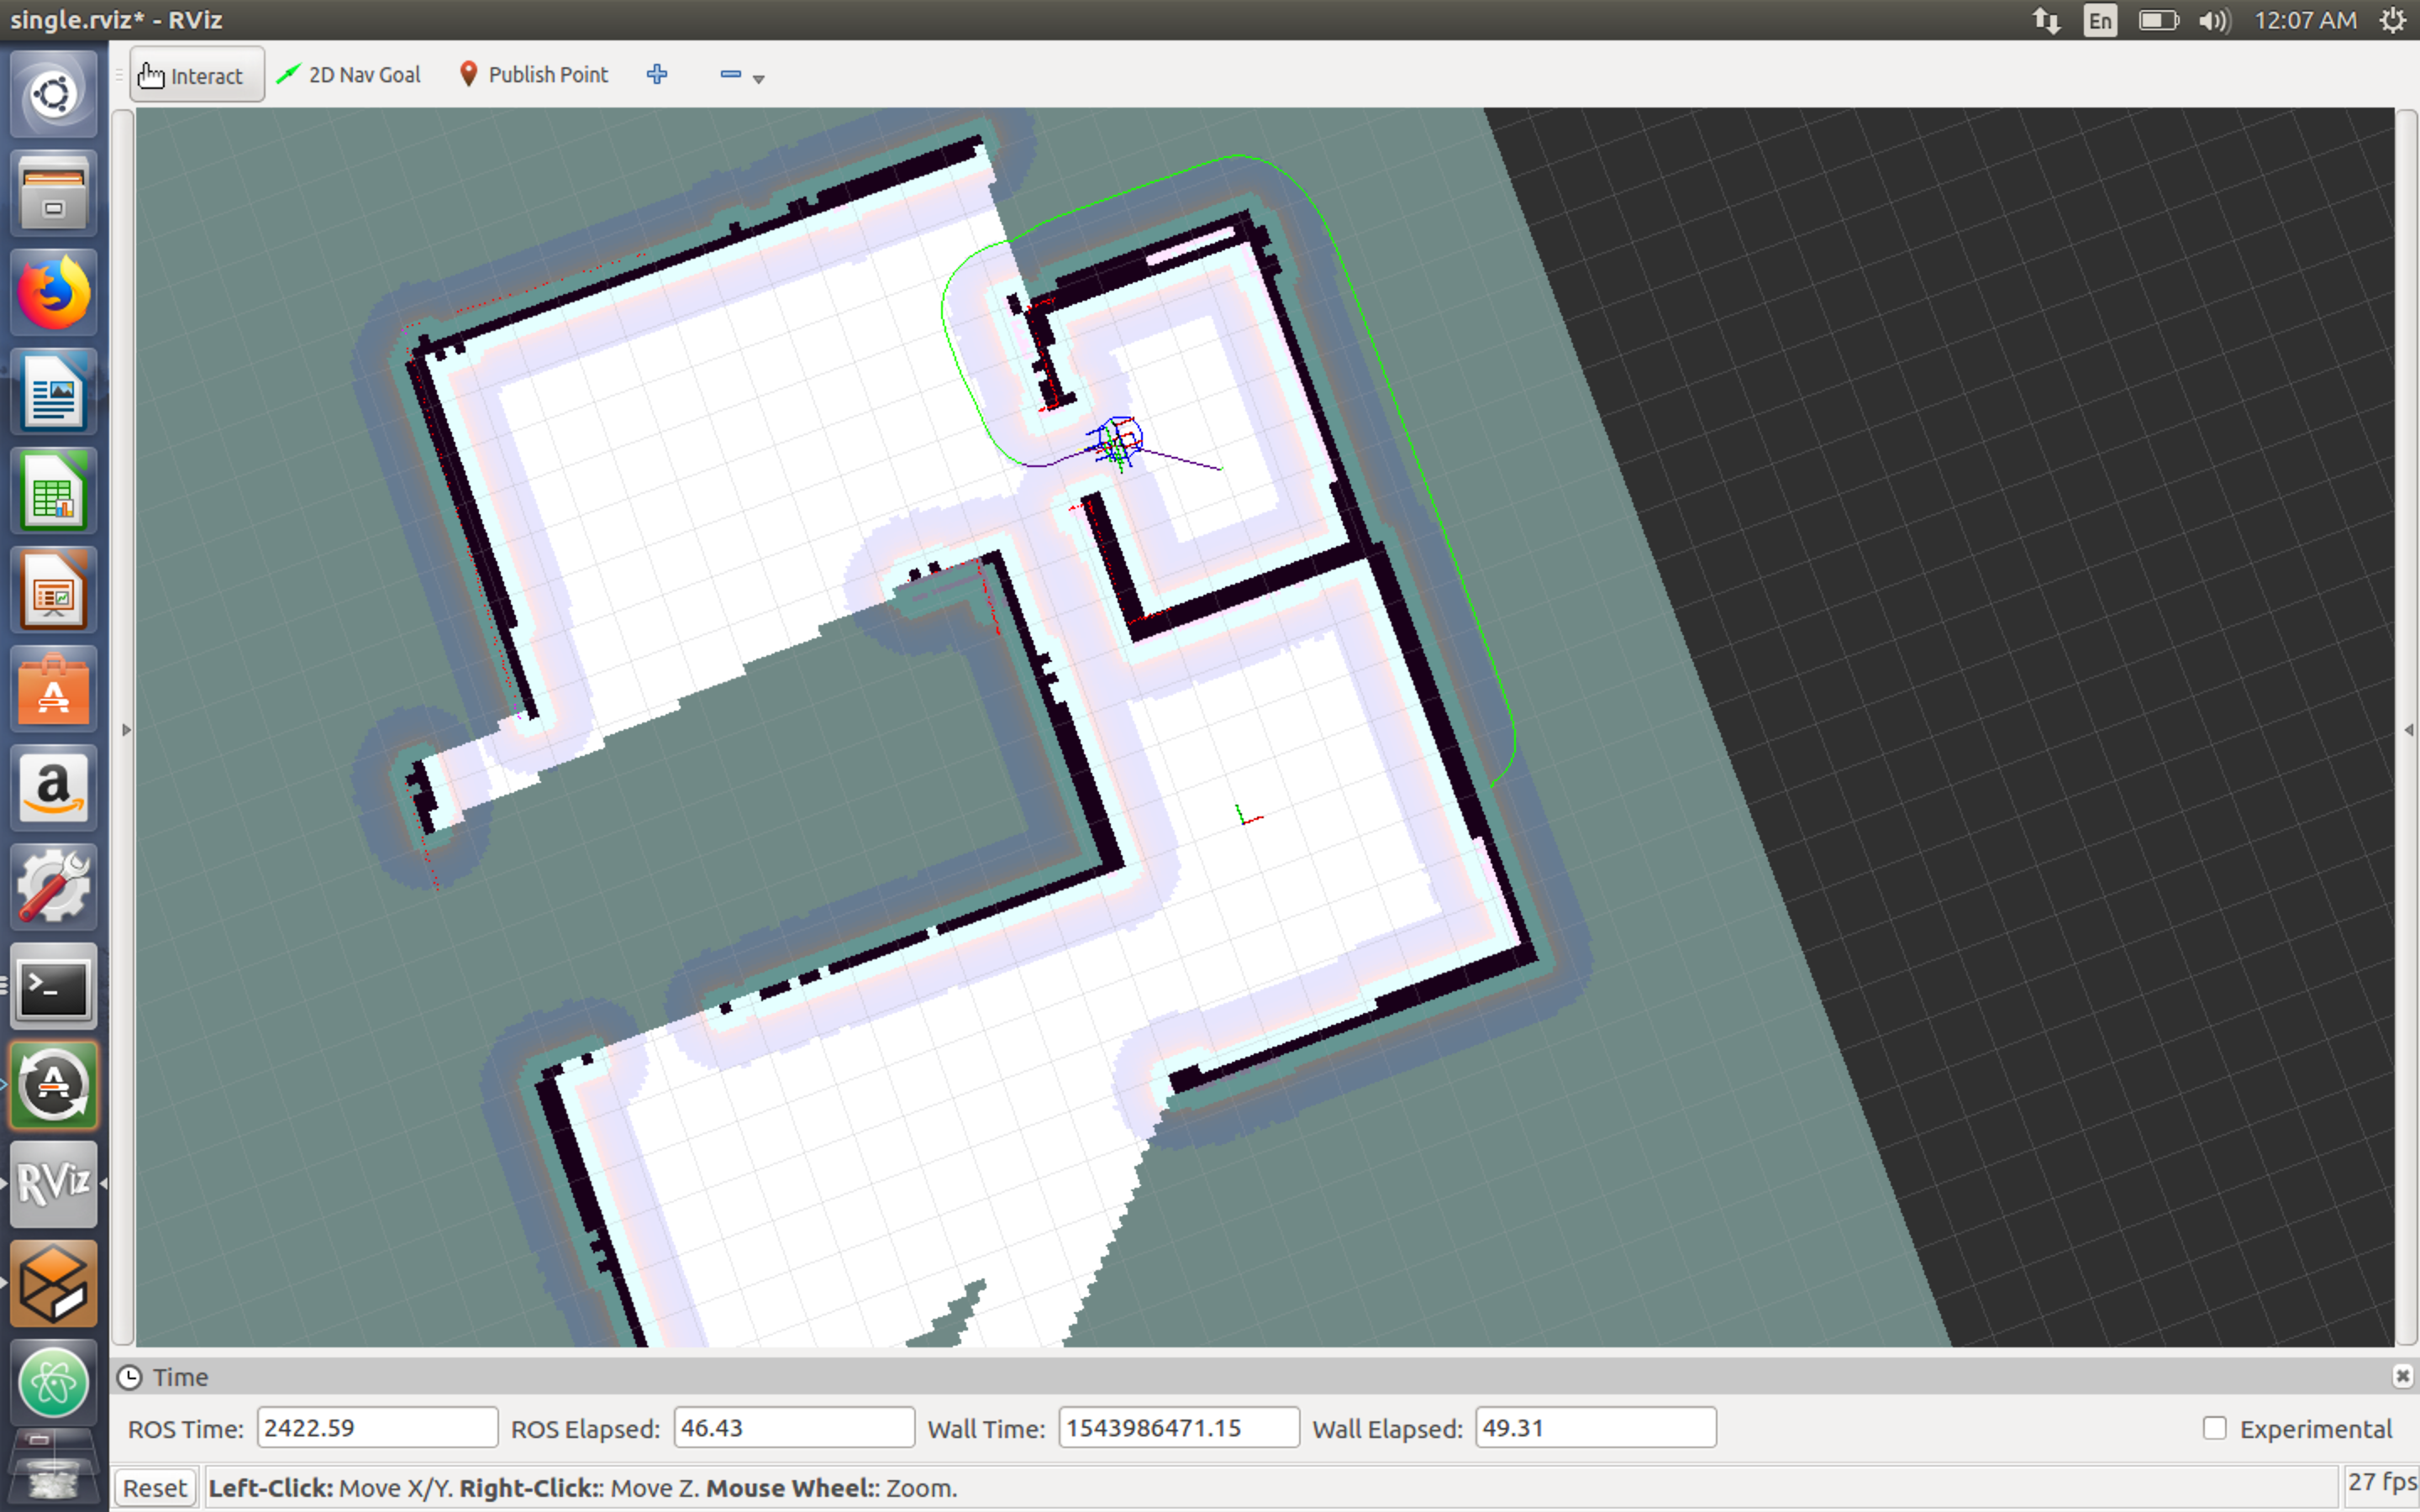 single.rviz* - RViz
En
12:07 AM
Interact
2D Nav Goal
Publish Point
a
>_
RViz
Time
ROS Time: 2422.59 ROS Elapsed: 46.43 Wall Time: 1543986471.15 Wall Elapsed: 49.31 Experimental
Reset Left-Click: Move X/Y. Right-Click:: Move Z. Mouse Wheel:: Zoom. 27 fps